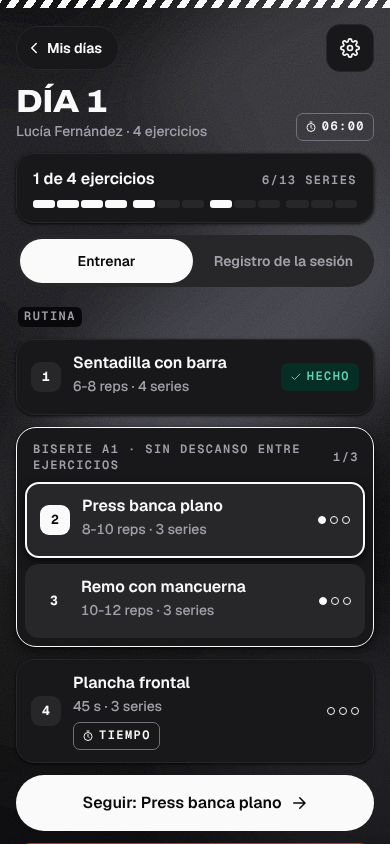 Mis días
DÍA 1
Lucía Fernández · 4 ejercicios
06:00
1 de 4 ejercicios
6/13 SERIES
Entrenar
Registro de la sesión
RUTINA
1
Sentadilla con barra
6-8 reps · 4 series
HECHO
BISERIE A1 · SIN DESCANSO ENTRE
EJERCICIOS
1/3
2
Press banca plano
8-10 reps · 3 series
3
Remo con mancuerna
10-12 reps · 3 series
4
Plancha frontal
45 s · 3 series
TIEMPO
Seguir: Press banca plano